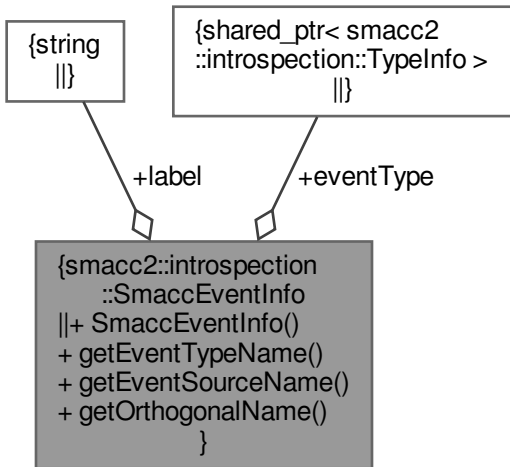 {string
||}
{shared_ptr< smacc2
::introspection::TypeInfo >
||}
+label
+eventType
{smacc2::introspection
::SmaccEventInfo
||+ SmaccEventInfo()
+ getEventTypeName()
+ getEventSourceName()
+ getOrthogonalName()
}